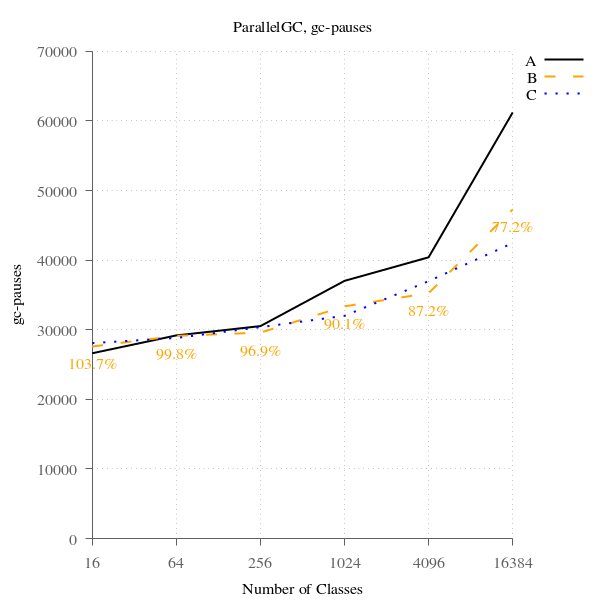 ParallelGC, gc-pauses
A
B
C
70000
60000
50000
40000
30000
20000
10000
0
gc-pauses
103.7%
99.8%
96.9%
90.1%
87.2%
77.2%
16 64 256 1024 4096 16384
Number of Classes